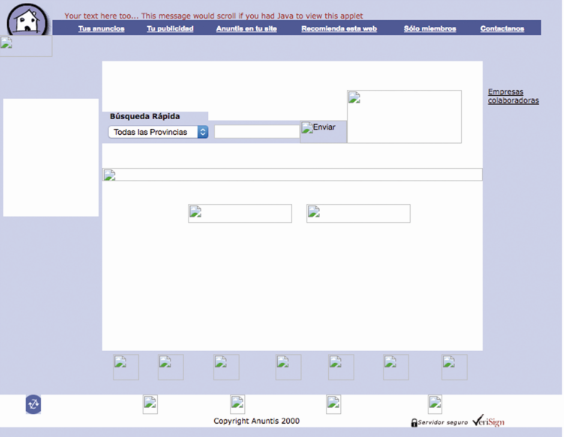 Your text here too... This message would scroll if you had Java to view this applet
Tus anuncios Tu publicidad Anuntis en tu site Recomienda esta web Sólo miembros Contactanos
Empresas
colaboradoras
Búsqueda Rápida
Todas las Provincias Enviar
Copyright Anuntis 2000
Servidor seguro VeriSign